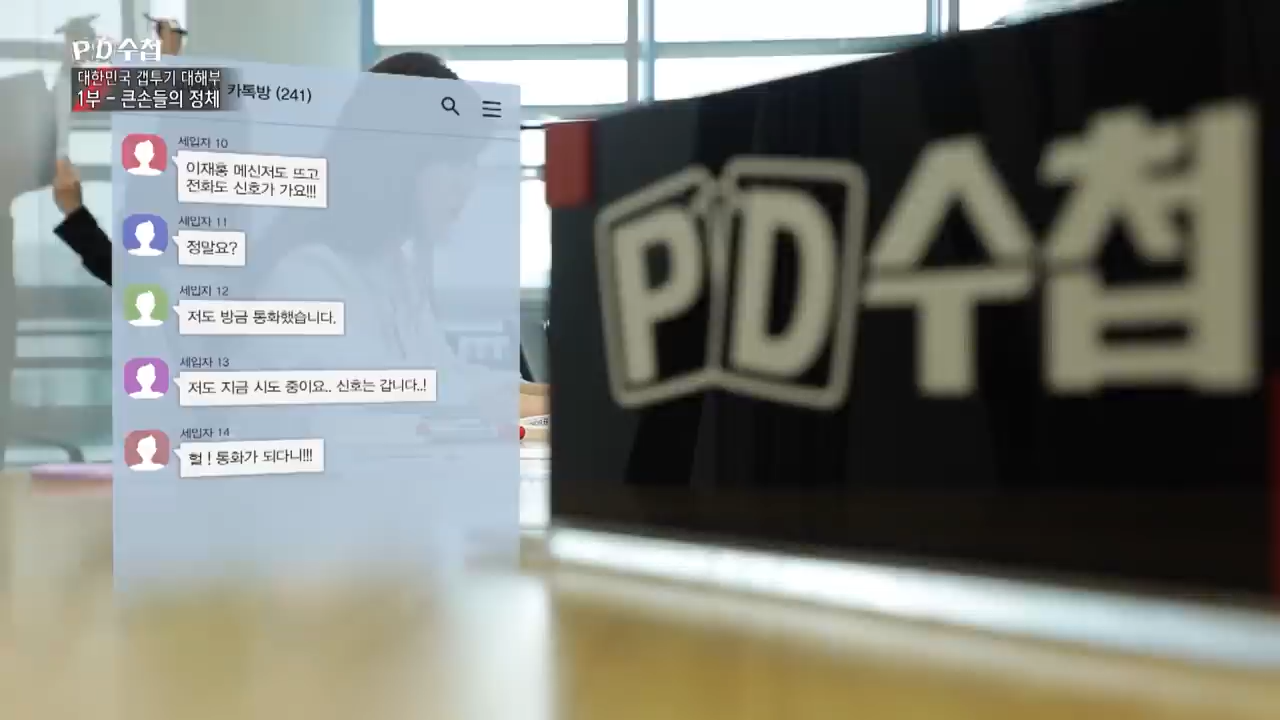 PD수첩
대한민국 갭투기 대해부
1부 - 큰손들의 정체
카톡방 (241)
세입자 10
이재홍 메신저도 뜨고
전화도 신호가 가요!!!
세입자 11
정말요?
세입자 12
저도 방금 통화했습니다.
세입자 13
저도 지금 시도 중이요.. 신호는 갑니다..!
세입자 14
헐 ! 통화가 되다니!!!
PD수첩